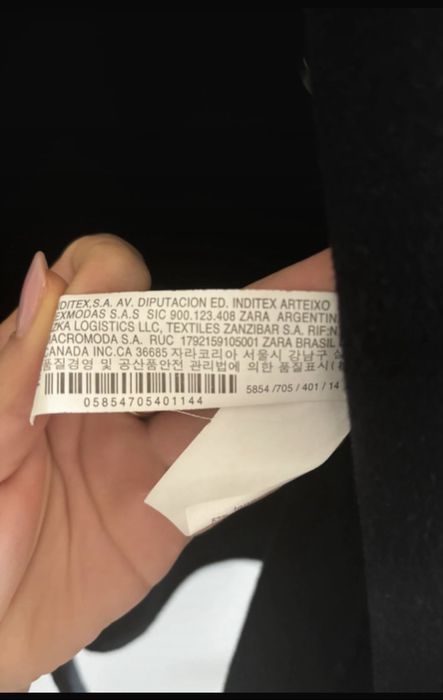 INDITEX,S.A. AV. DIPUTACION ED. INDITEX ARTEIXO
TEXMODAS S.A.S SIC 900.123.408 ZARA ARGENTIN
LOGISTICS LLC, TEXTILES ZANZIBAR S.A. RIF:N
MACROMODA S.A. RUC 1792159105001 ZARA BRASIL
CANADA INC.CA 36685 자라코리아 서울시 강남구
품질경영 및 공산품안전 관리법에 의한 품질표시(
5854 /705 / 401 / 14
05854705401144